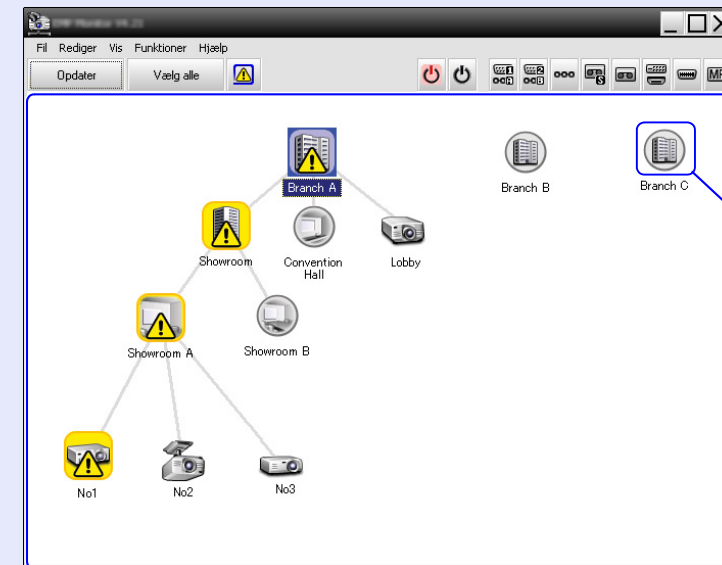 Fil Rediger Vis Funktioner Hjælp
Opdater Vælg alle
Branch A
Branch B
Branch C
Showroom
Convention Hall
Lobby
Showroom A
Showroom B
No1
No2
No3